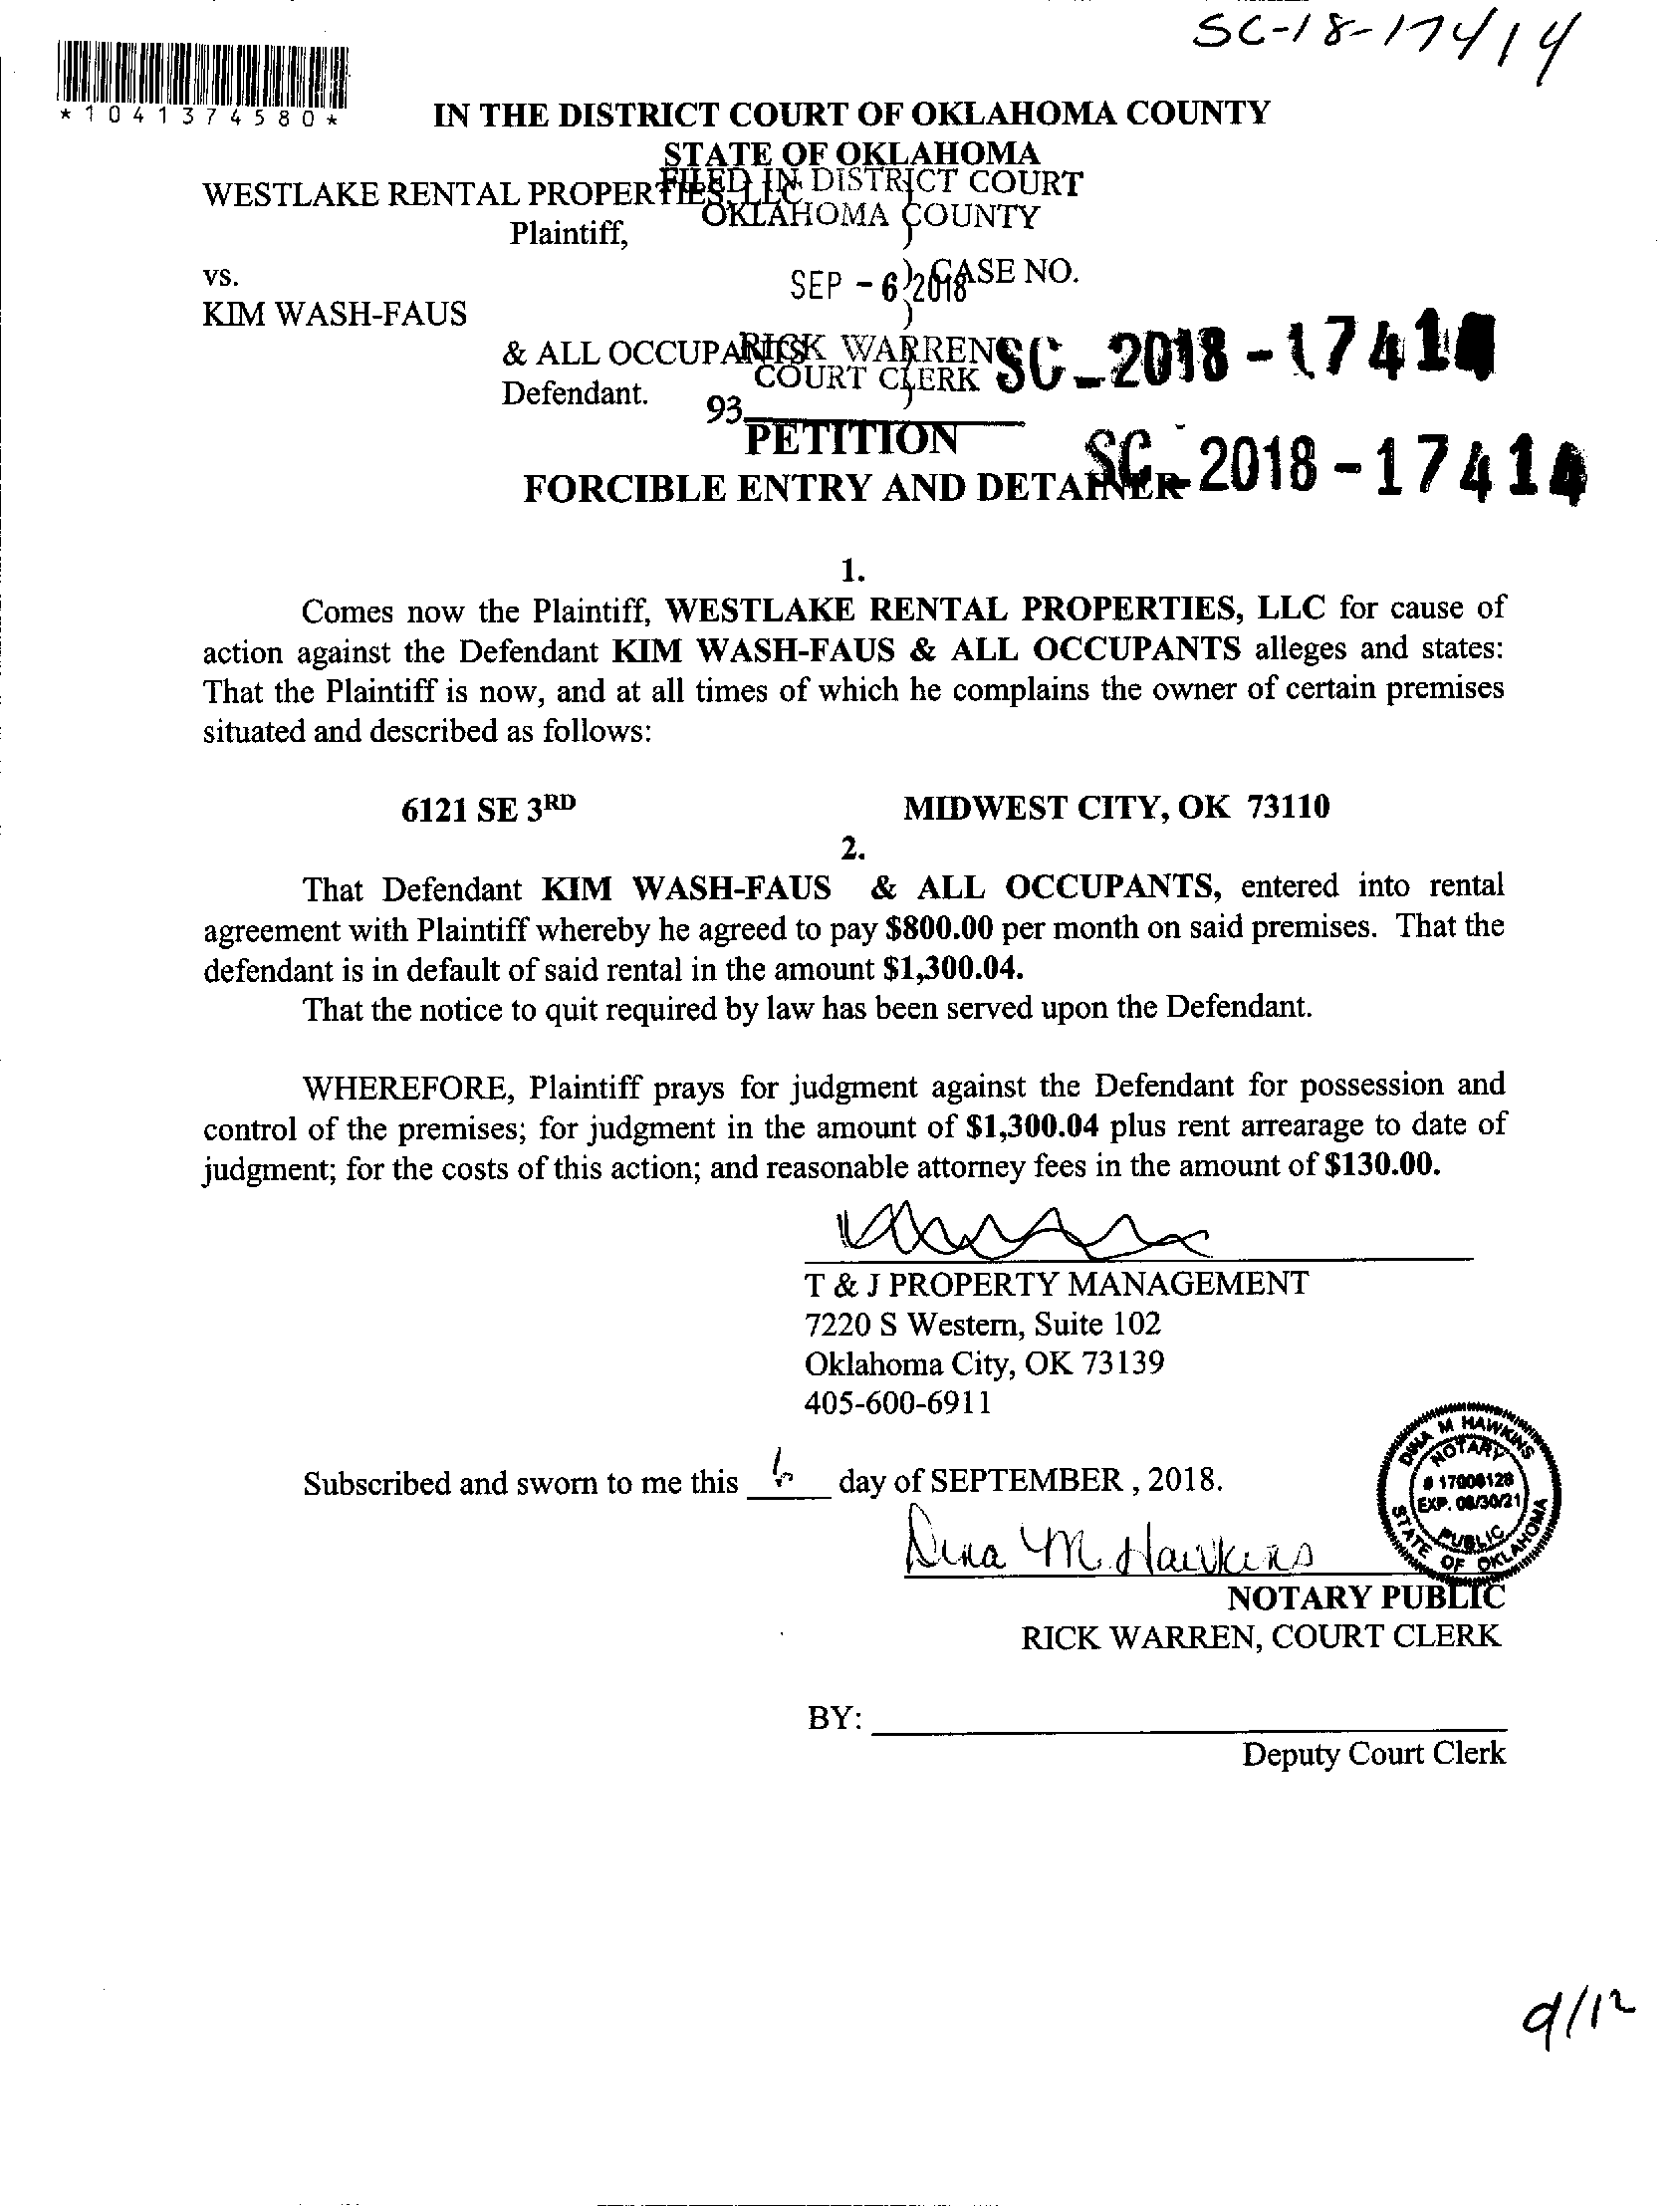 SC-18-17414
*1041374580*
IN THE DISTRICT COURT OF OKLAHOMA COUNTY
STATE OF OKLAHOMA
FILED IN DISTRICT COURT
WESTLAKE RENTAL PROPERTIES, LLC )
OKLAHOMA COUNTY
Plaintiff, )
SEP - 6 2018
vs. ) CASE NO.
KIM WASH-FAUS )
RICK WARREN
& ALL OCCUPANTS
COURT CLERK
SC-2018-17414
Defendant. )
93
PETITION
SC-2018-17414
FORCIBLE ENTRY AND DETAINER
1.
Comes now the Plaintiff, WESTLAKE RENTAL PROPERTIES, LLC for cause of
action against the Defendant KIM WASH-FAUS & ALL OCCUPANTS alleges and states:
That the Plaintiff is now, and at all times of which he complains the owner of certain premises
situated and described as follows:
6121 SE 3RD MIDWEST CITY, OK 73110
2.
That Defendant KIM WASH-FAUS & ALL OCCUPANTS, entered into rental
agreement with Plaintiff whereby he agreed to pay $800.00 per month on said premises. That the
defendant is in default of said rental in the amount $1,300.04.
That the notice to quit required by law has been served upon the Defendant.
WHEREFORE, Plaintiff prays for judgment against the Defendant for possession and
control of the premises; for judgment in the amount of $1,300.04 plus rent arrearage to date of
judgment; for the costs of this action; and reasonable attorney fees in the amount of $130.00.
T & J PROPERTY MANAGEMENT
7220 S Western, Suite 102
Oklahoma City, OK 73139
405-600-6911
Subscribed and sworn to me this 6 day of SEPTEMBER , 2018.
Dina M. Hawkins
DINA M HAWKINS
NOTARY
# 17008128
EXP. 08/30/21
PUBLIC
STATE OF OKLAHOMA
NOTARY PUBLIC
RICK WARREN, COURT CLERK
BY:
Deputy Court Clerk
9/12